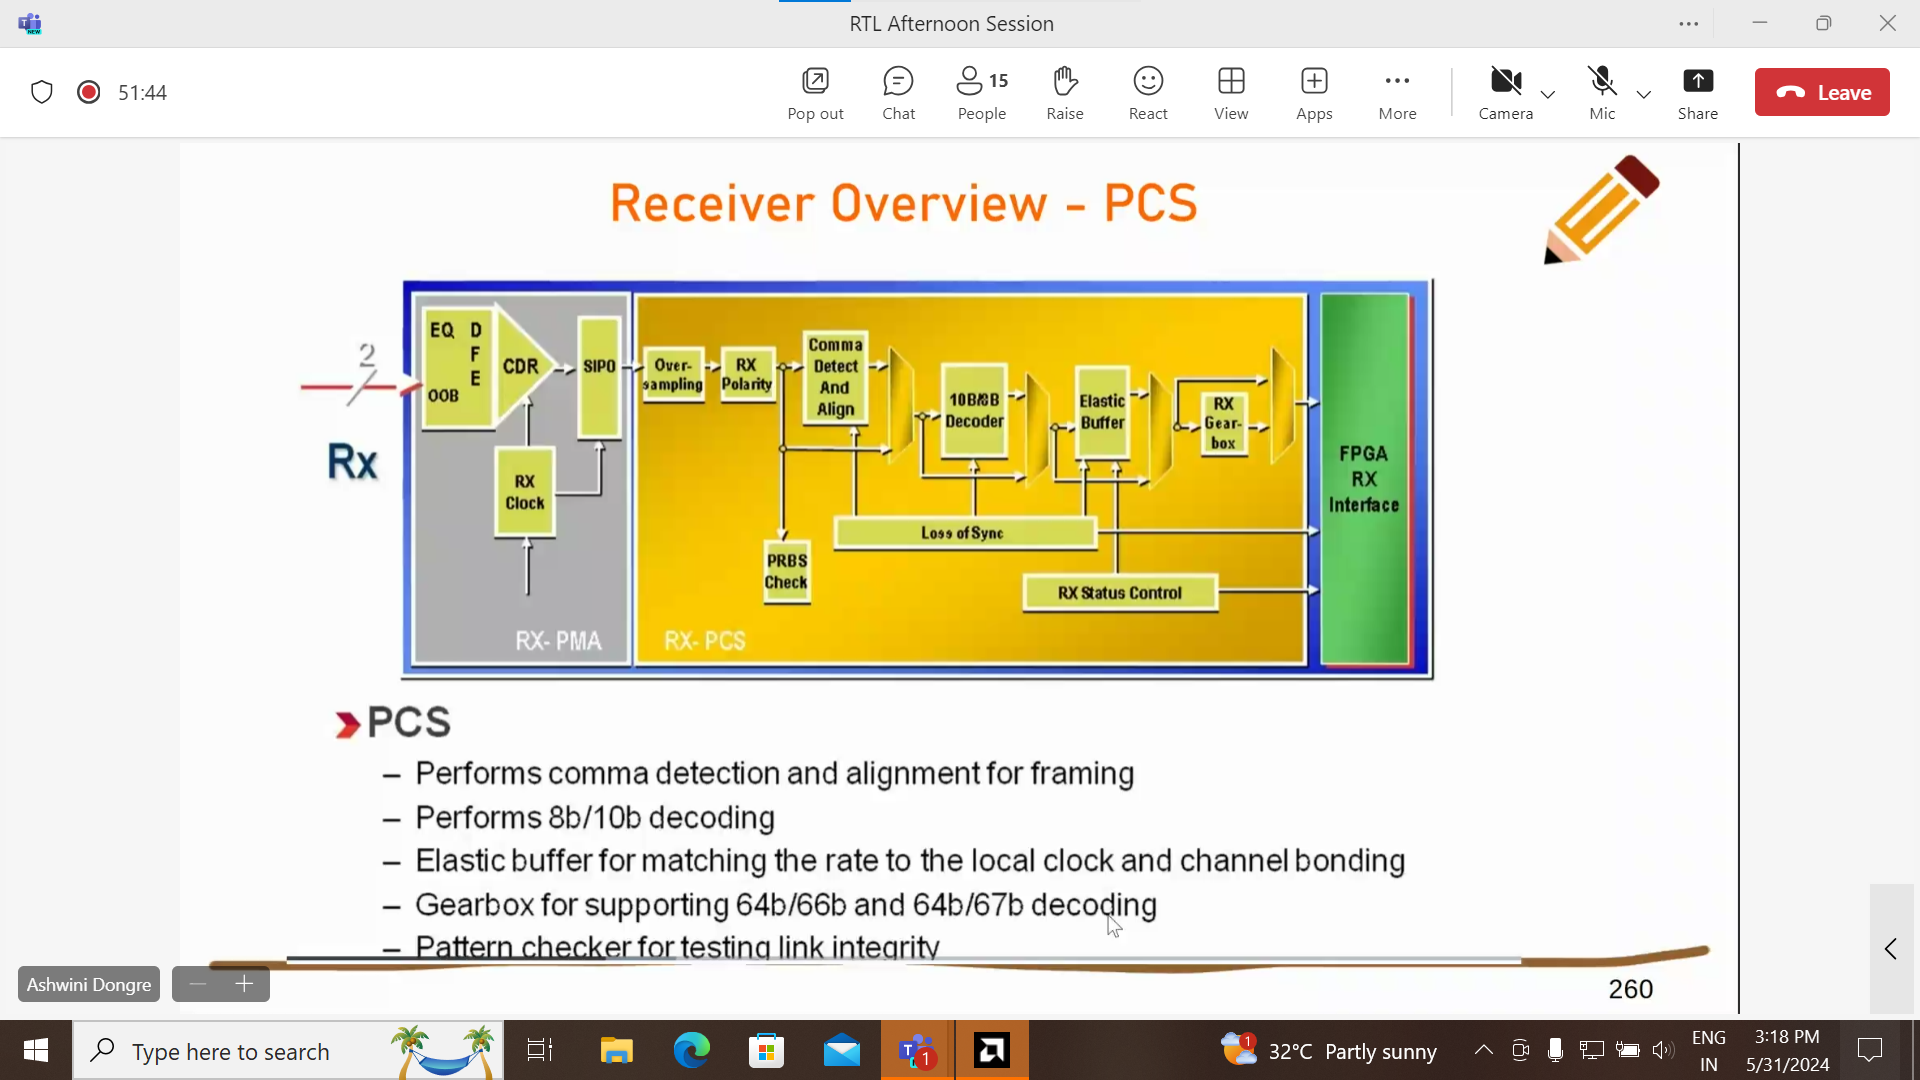 RTL Afternoon Session
51:44
Pop out
Chat
People
15
Raise
React
View
Apps
More
Camera
Mic
Share
Leave
Receiver Overview - PCS
2
Rx
EQ
DFE
OOB
CDR
SIPO
RX
Clock
RX- PMA
Over-
sampling
RX
Polarity
Comma
Detect
And
Align
10B/8B
Decoder
Elastic
Buffer
RX
Gear-
box
PRBS
Check
Loss of Sync
RX Status Control
RX- PCS
FPGA
RX
Interface
PCS
– Performs comma detection and alignment for framing
– Performs 8b/10b decoding
– Elastic buffer for matching the rate to the local clock and channel bonding
– Gearbox for supporting 64b/66b and 64b/67b decoding
– Pattern checker for testing link integrity
260
Ashwini Dongre
Type here to search
1
1
32°C Partly sunny
ENG
IN
3:18 PM
5/31/2024